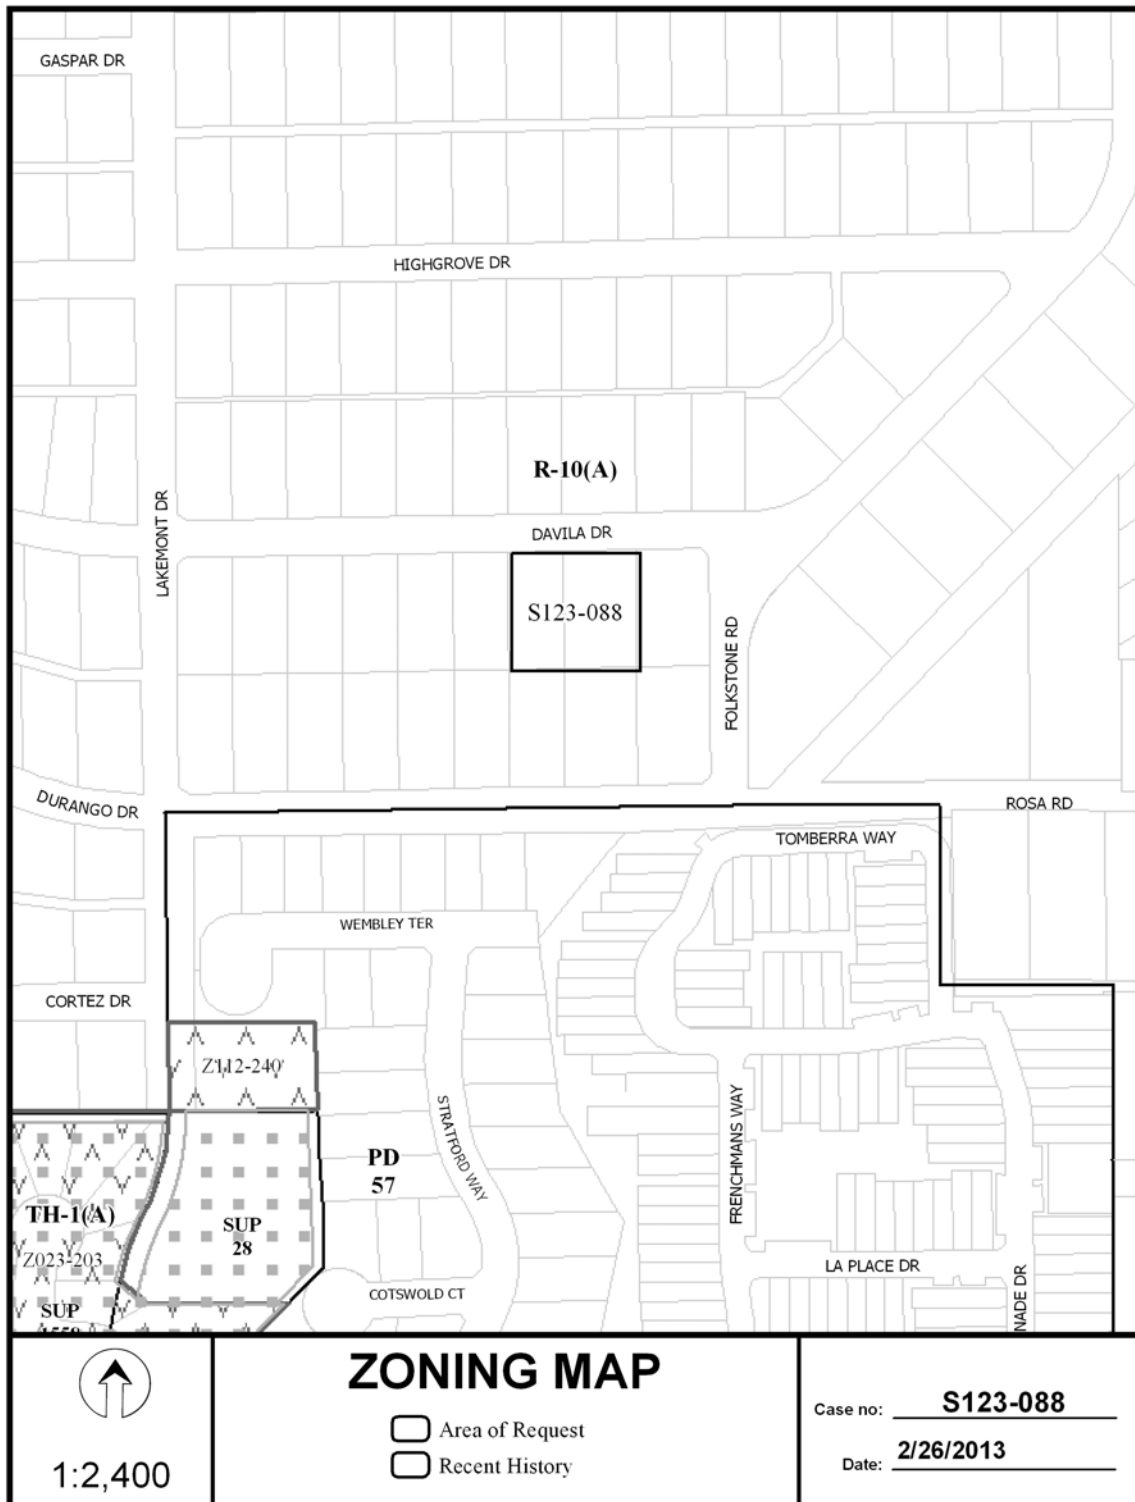 GASPAR DR
HIGHGROVE DR
R-10(A)
LAKEMONT DR
DAVILA DR
S123-088
FOLKSTONE RD
DURANGO DR
ROSA RD
TOMBERRA WAY
WEMBLEY TER
CORTEZ DR
Z112-240
STRATFORD WAY
FRENCHMANS WAY
PD
57
TH-1(A)
SUP
28
Z023-203
LA PLACE DR
COTSWOLD CT
NADE DR
SUP
1:2,400
ZONING MAP
Area of Request
Recent History
Case no: S123-088
Date: 2/26/2013